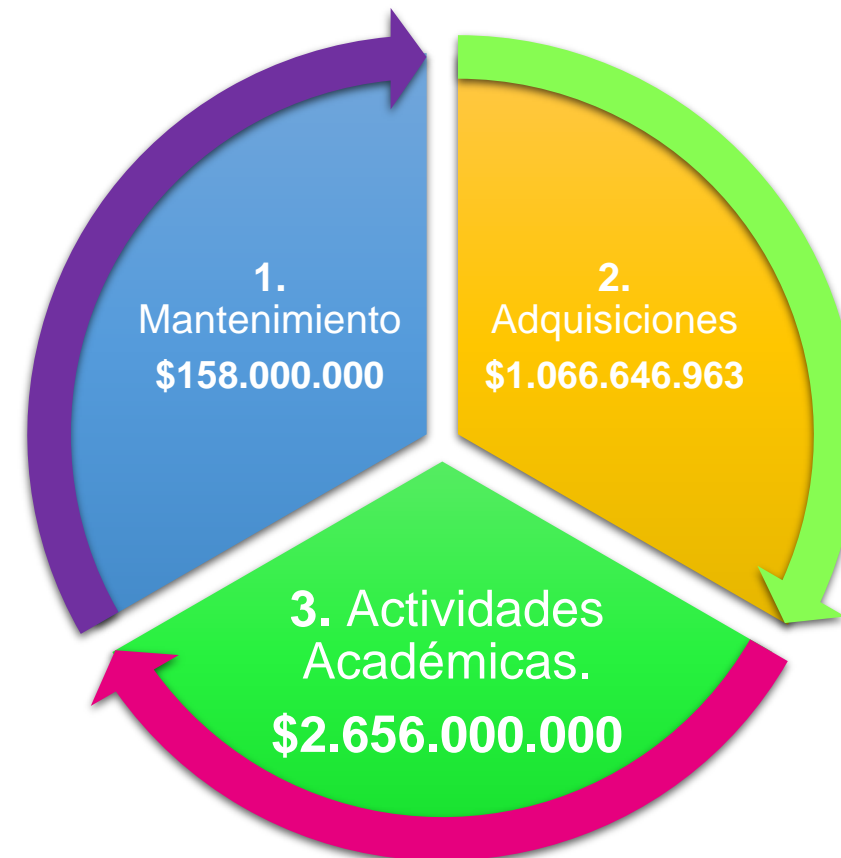 1.
Mantenimiento
$158.000.000
2.
Adquisiciones
$1.066.646.963
3. Actividades
Académicas.
$2.656.000.000